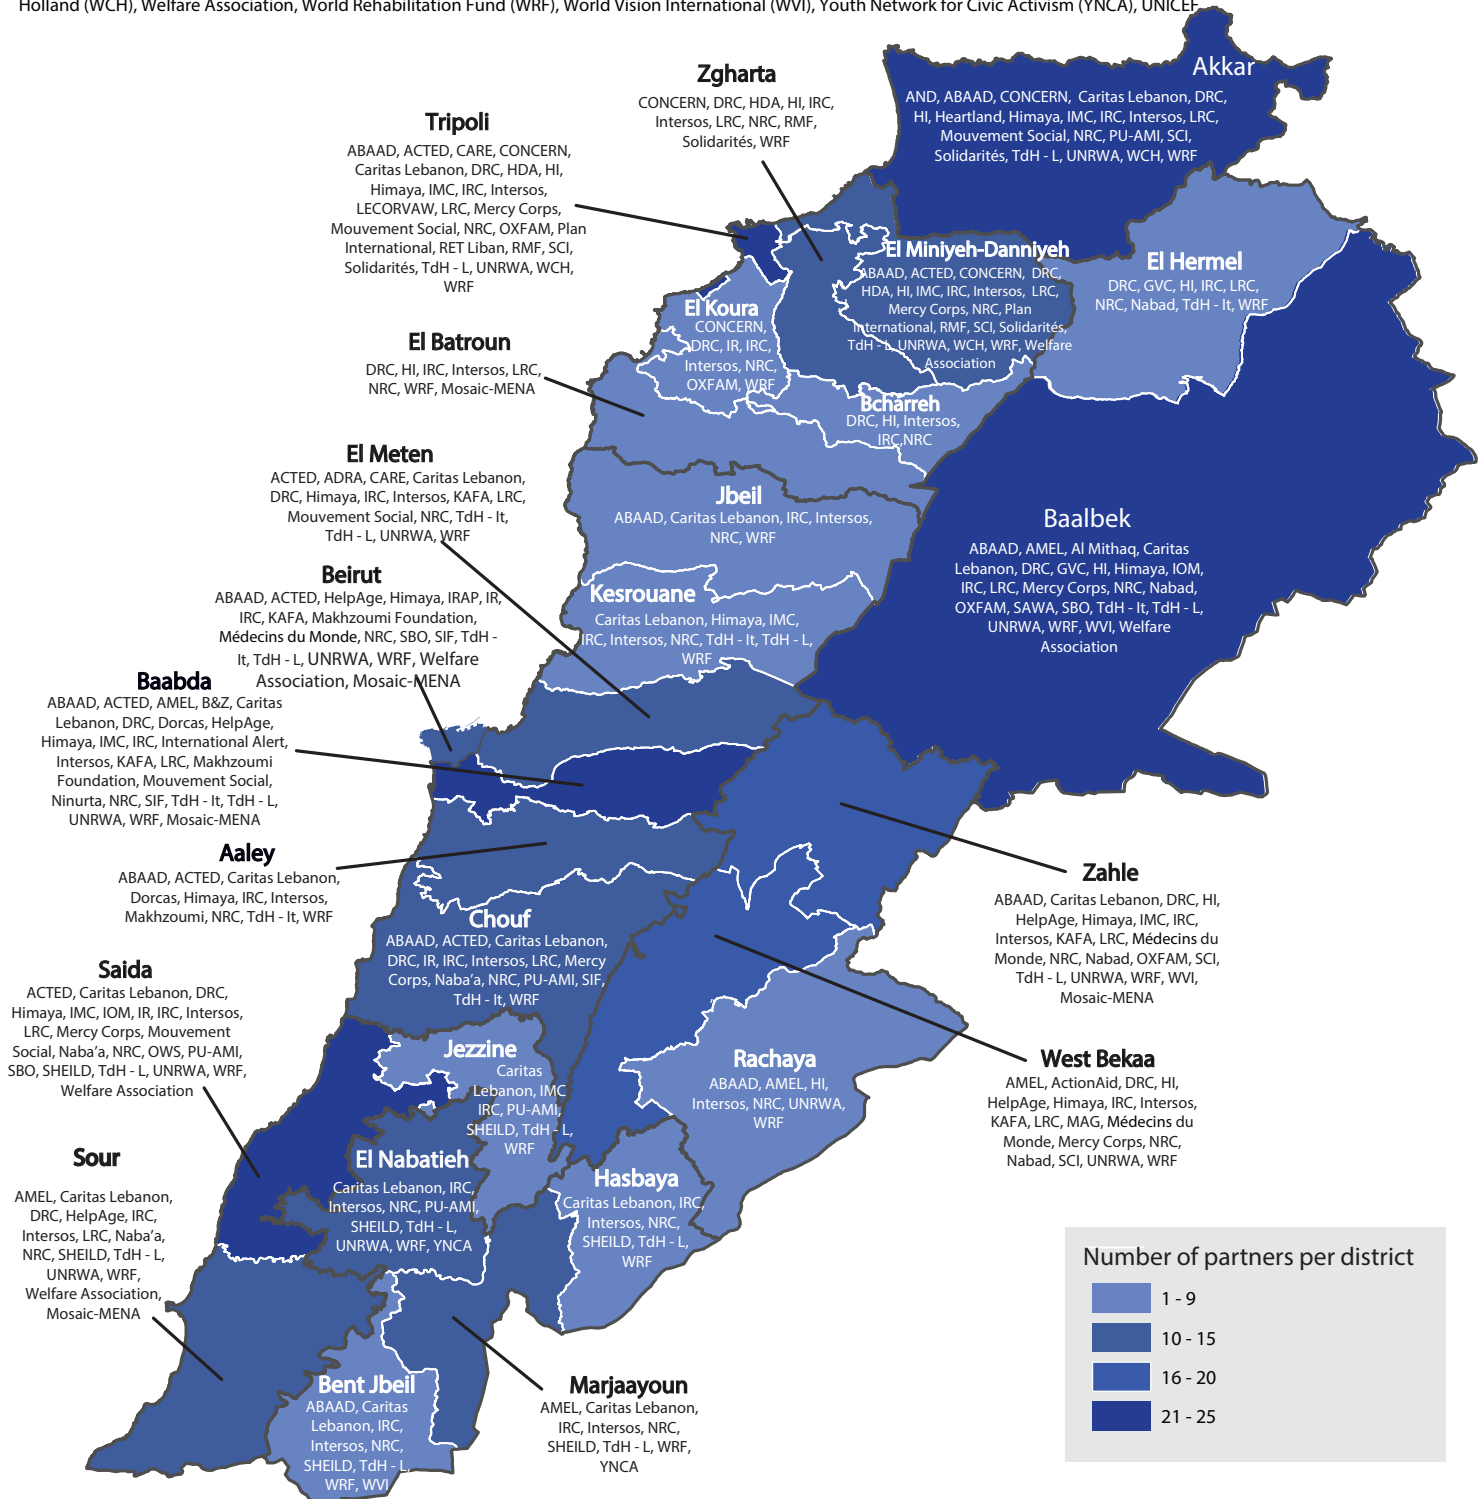 Holland (WCH), Welfare Association, World Rehabilitation Fund (WRF), World Vision International (WVI), Youth Network for Civic Activism (YNCA), UNICEF
Akkar
AND, ABAAD, CONCERN, Caritas Lebanon, DRC,
HI, Heartland, Himaya, IMC, IRC, Intersos, LRC,
Mouvement Social, NRC, PU-AMI, SCI,
Solidarités, TdH - L, UNRWA, WCH, WRF
Zgharta
CONCERN, DRC, HDA, HI, IRC,
Intersos, LRC, NRC, RMF,
Solidarités, WRF
Tripoli
ABAAD, ACTED, CARE, CONCERN,
Caritas Lebanon, DRC, HDA, HI,
Himaya, IMC, IRC, Intersos,
LECORVAW, LRC, Mercy Corps,
Mouvement Social, NRC, OXFAM, Plan
International, RET Liban, RMF, SCI,
Solidarités, TdH - L, UNRWA, WCH,
WRF
El Miniyeh-Danniyeh
ABAAD, ACTED, CONCERN, DRC,
HDA, HI, IMC, IRC, Intersos, LRC,
Mercy Corps, NRC, Plan
International, RMF, SCI, Solidarités,
TdH - L, UNRWA, WCH, WRF, Welfare
Association
El Hermel
DRC, GVC, HI, IRC, LRC,
NRC, Nabad, TdH - It, WRF
El Koura
CONCERN,
DRC, IR, IRC,
Intersos, NRC,
OXFAM, WRF
El Batroun
DRC, HI, IRC, Intersos, LRC,
NRC, WRF, Mosaic-MENA
Bcharreh
DRC, HI, Intersos,
IRC,NRC
El Meten
ACTED, ADRA, CARE, Caritas Lebanon,
DRC, Himaya, IRC, Intersos, KAFA, LRC,
Mouvement Social, NRC, TdH - It,
TdH - L, UNRWA, WRF
Jbeil
ABAAD, Caritas Lebanon, IRC, Intersos,
NRC, WRF
Baalbek
ABAAD, AMEL, Al Mithaq, Caritas
Lebanon, DRC, GVC, HI, Himaya, IOM,
IRC, LRC, Mercy Corps, NRC, Nabad,
OXFAM, SAWA, SBO, TdH - It, TdH - L,
UNRWA, WRF, WVI, Welfare
Association
Beirut
ABAAD, ACTED, HelpAge, Himaya, IRAP, IR,
IRC, KAFA, Makhzoumi Foundation,
Médecins du Monde, NRC, SBO, SIF, TdH -
It, TdH - L, UNRWA, WRF, Welfare
Association, Mosaic-MENA
Kesrouane
Caritas Lebanon, Himaya, IMC,
IRC, Intersos, NRC, TdH - It, TdH - L,
WRF
Baabda
ABAAD, ACTED, AMEL, B&Z, Caritas
Lebanon, DRC, Dorcas, HelpAge,
Himaya, IMC, IRC, International Alert,
Intersos, KAFA, LRC, Makhzoumi
Foundation, Mouvement Social,
Ninurta, NRC, SIF, TdH - It, TdH - L,
UNRWA, WRF, Mosaic-MENA
Aaley
ABAAD, ACTED, Caritas Lebanon,
Dorcas, Himaya, IRC, Intersos,
Makhzoumi, NRC, TdH - It, WRF
Zahle
ABAAD, Caritas Lebanon, DRC, HI,
HelpAge, Himaya, IMC, IRC,
Intersos, KAFA, LRC, Médecins du
Monde, NRC, Nabad, OXFAM, SCI,
TdH - L, UNRWA, WRF, WVI,
Mosaic-MENA
Chouf
ABAAD, ACTED, Caritas Lebanon,
DRC, IR, IRC, Intersos, LRC, Mercy
Corps, Naba'a, NRC, PU-AMI, SIF,
TdH - It, WRF
Saida
ACTED, Caritas Lebanon, DRC,
Himaya, IMC, IOM, IR, IRC, Intersos,
LRC, Mercy Corps, Mouvement
Social, Naba'a, NRC, OWS, PU-AMI,
SBO, SHEILD, TdH - L, UNRWA, WRF,
Welfare Association
Jezzine
Caritas
Lebanon, IMC
IRC, PU-AMI,
SHEILD, TdH - L,
WRF
Rachaya
ABAAD, AMEL, HI,
Intersos, NRC, UNRWA,
WRF
West Bekaa
AMEL, ActionAid, DRC, HI,
HelpAge, Himaya, IRC, Intersos,
KAFA, LRC, MAG, Médecins du
Monde, Mercy Corps, NRC,
Nabad, SCI, UNRWA, WRF
Sour
AMEL, Caritas Lebanon,
DRC, HelpAge, IRC,
Intersos, LRC, Naba'a,
NRC, SHEILD, TdH - L,
UNRWA, WRF,
Welfare Association,
Mosaic-MENA
El Nabatieh
Caritas Lebanon, IRC,
Intersos, NRC, PU-AMI,
SHEILD, TdH - L,
UNRWA, WRF, YNCA
Hasbaya
Caritas Lebanon, IRC,
Intersos, NRC,
SHEILD, TdH - L,
WRF
Bent Jbeil
ABAAD, Caritas
Lebanon, IRC,
Intersos, NRC,
SHEILD, TdH - L,
WRF, WVI
Marjaayoun
AMEL, Caritas Lebanon,
IRC, Intersos, NRC,
SHEILD, TdH - L, WRF,
YNCA
Number of partners per district
1 - 9
10 - 15
16 - 20
21 - 25